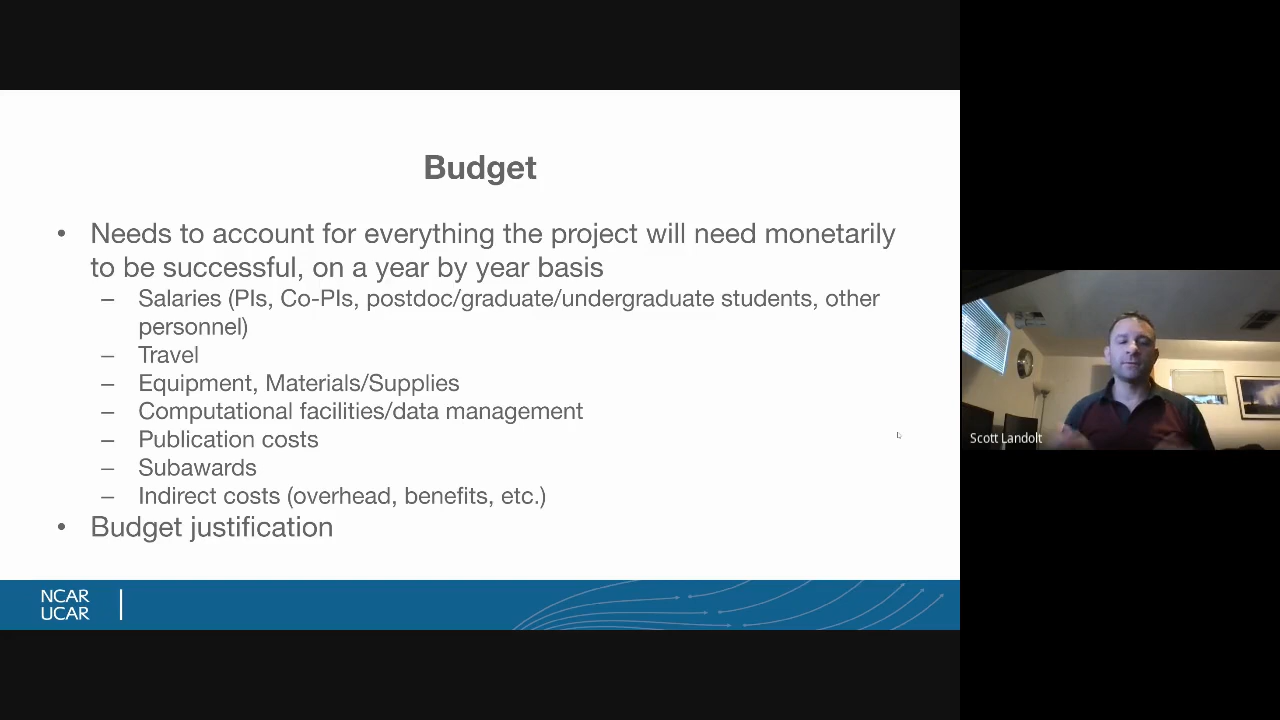 Budget
• Needs to account for everything the project will need monetarily
to be successful, on a year by year basis
– Salaries (PIs, Co-PIs, postdoc/graduate/undergraduate students, other
personnel)
– Travel
– Equipment, Materials/Supplies
– Computational facilities/data management
– Publication costs
– Subawards
– Indirect costs (overhead, benefits, etc.)
• Budget justification
NCAR
UCAR
Scott Landolt